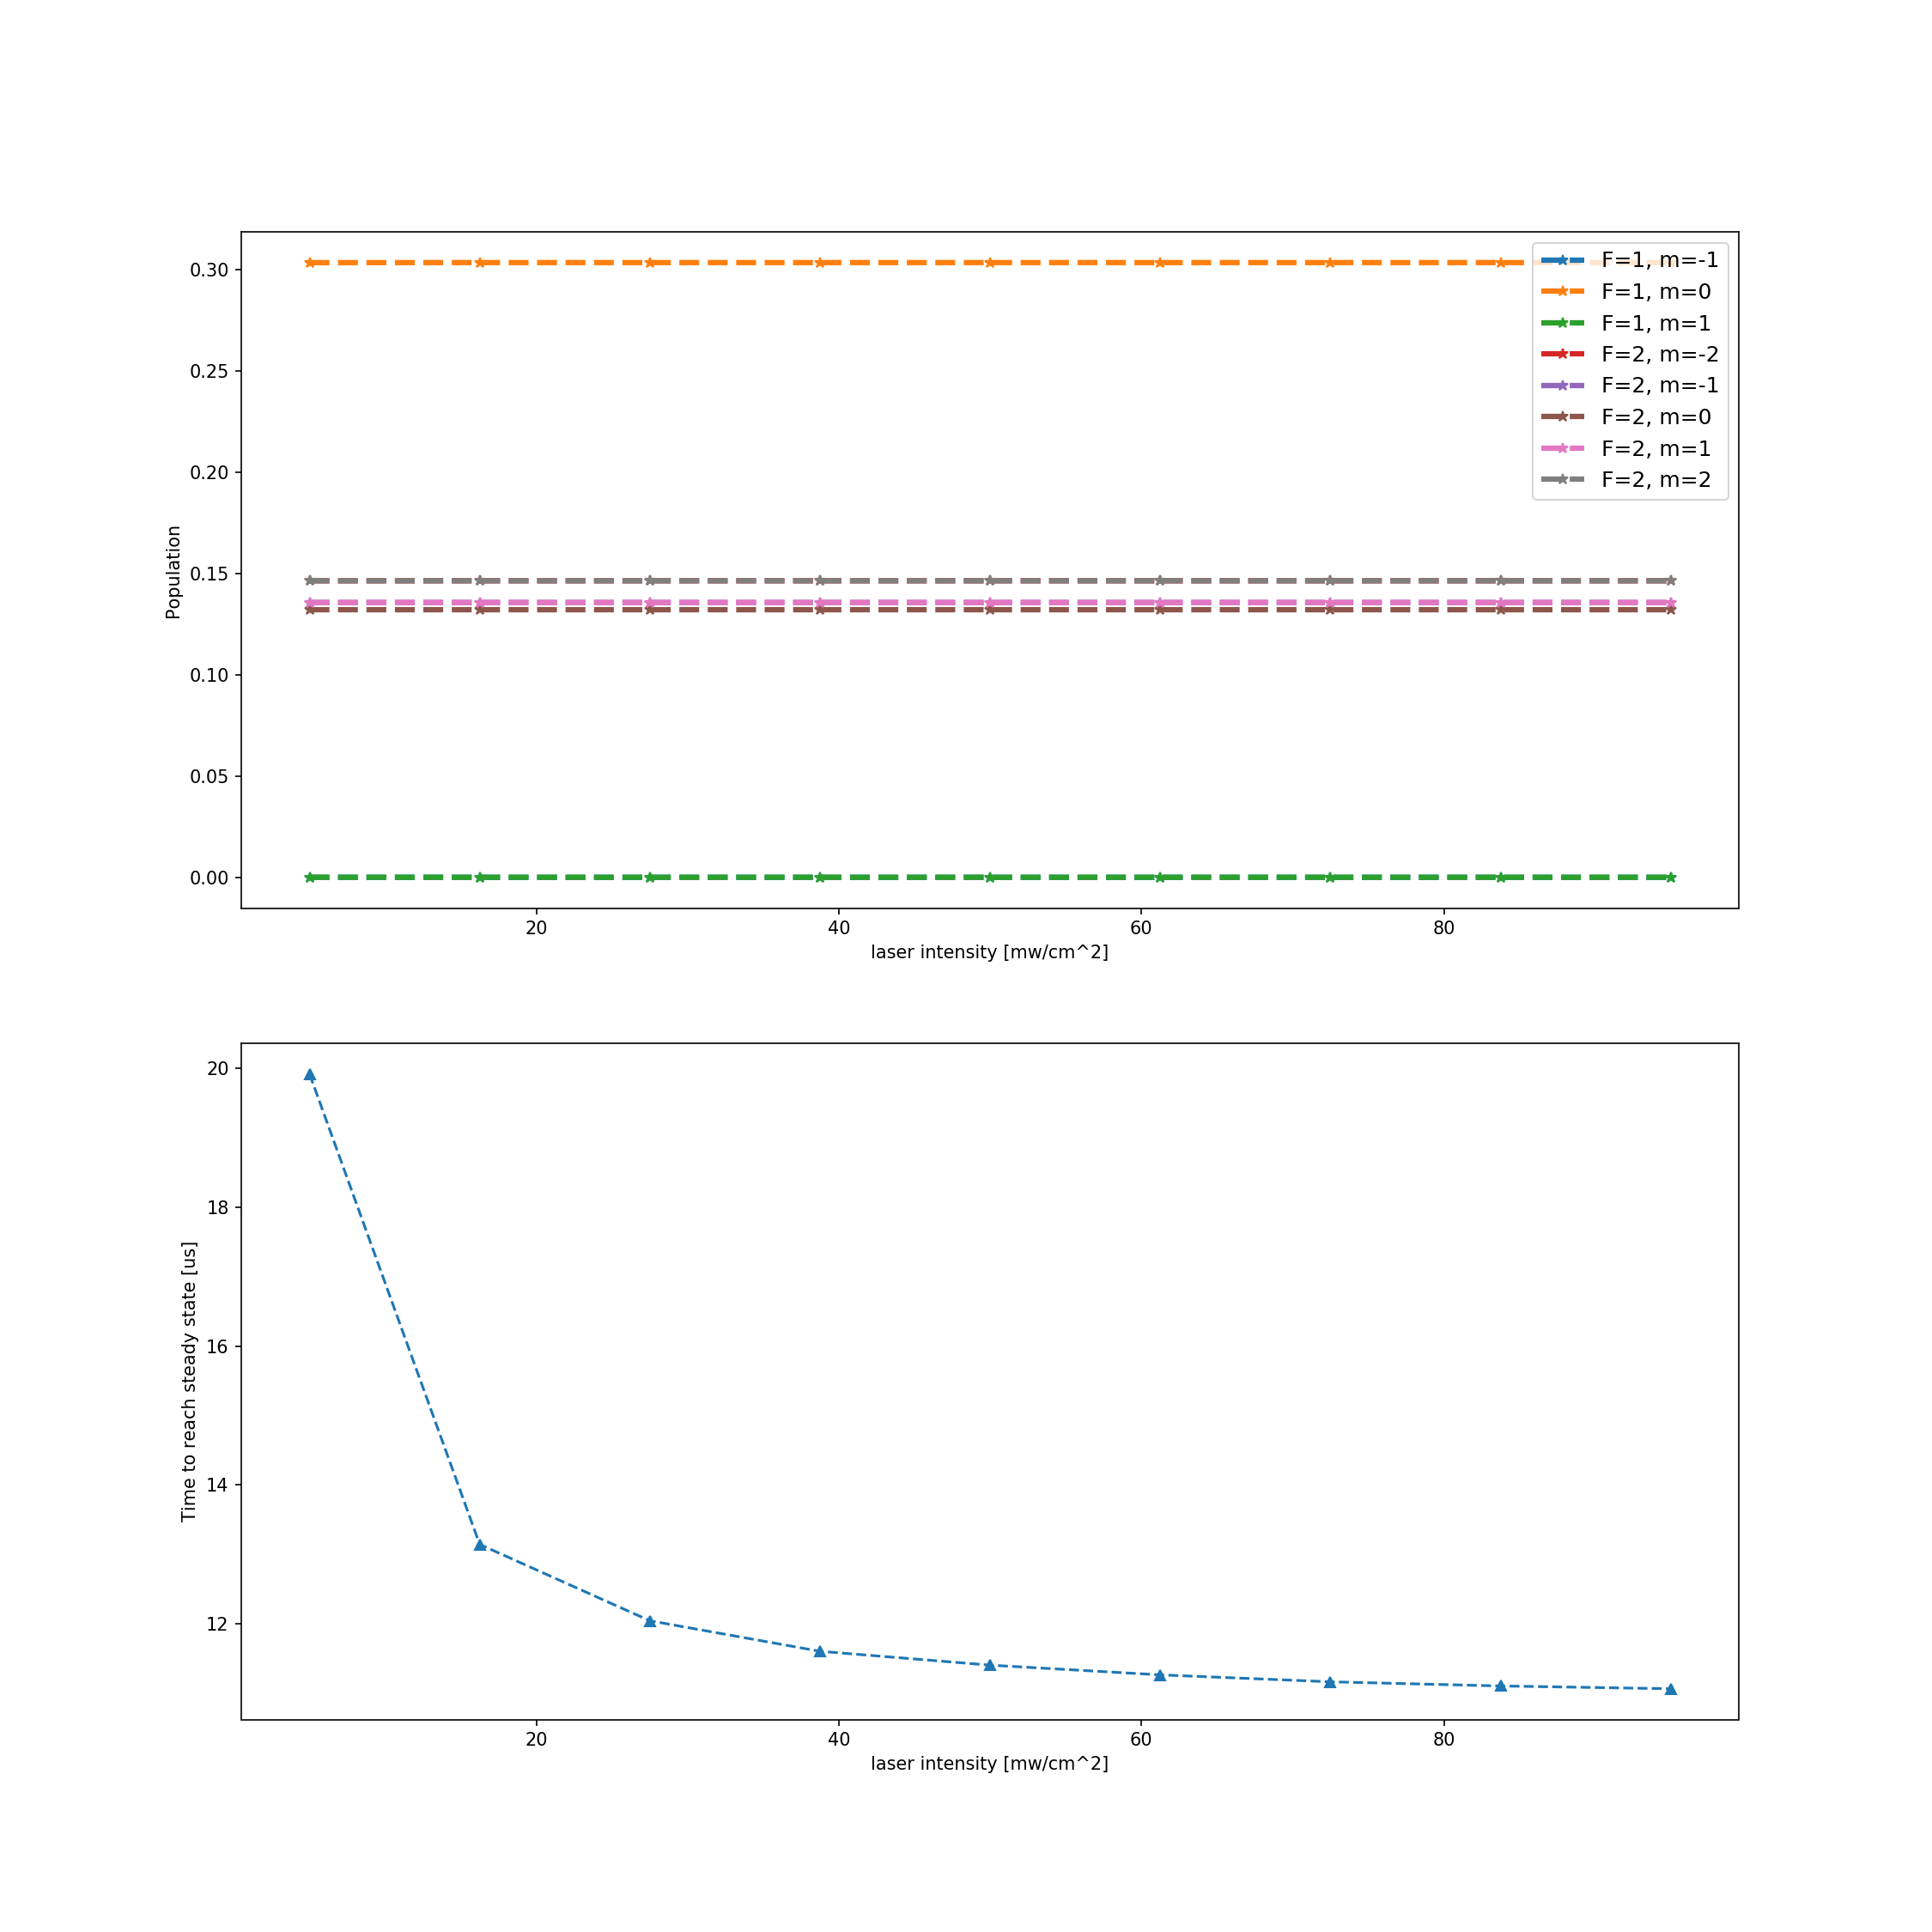 0.30
0.25
0.20
0.15
0.10
0.05
0.00
Population
F=1, m=-1
F=1, m=0
F=1, m=1
F=2, m=-2
F=2, m=-1
F=2, m=0
F=2, m=1
F=2, m=2
20 40 60 80
laser intensity [mw/cm^2]
20
18
16
14
12
Time to reach steady state [us]
20 40 60 80
laser intensity [mw/cm^2]